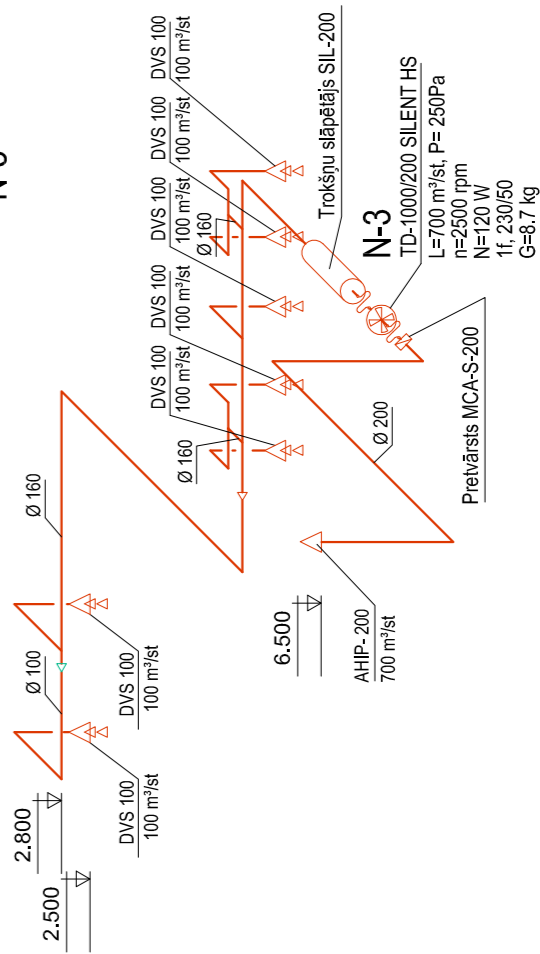 DVS 100
100 m³/st
DVS 100
100 m³/st
DVS 100
100 m³/st
DVS 100
100 m³/st
DVS 100
100 m³/st
Ø 160
Ø 160
Ø 160
Ø 100
Trokšņu slāpētājs SIL-200
N-3
TD-1000/200 SILENT HS
L=700 m³/st, P= 250Pa
n=2500 rpm
N=120 W
1f, 230/50
G=8.7 kg
Pretvārsts MCA-S-200
Ø 200
6.500
AHIP- 200
700 m³/st
DVS 100
100 m³/st
DVS 100
100 m³/st
2.800
2.500